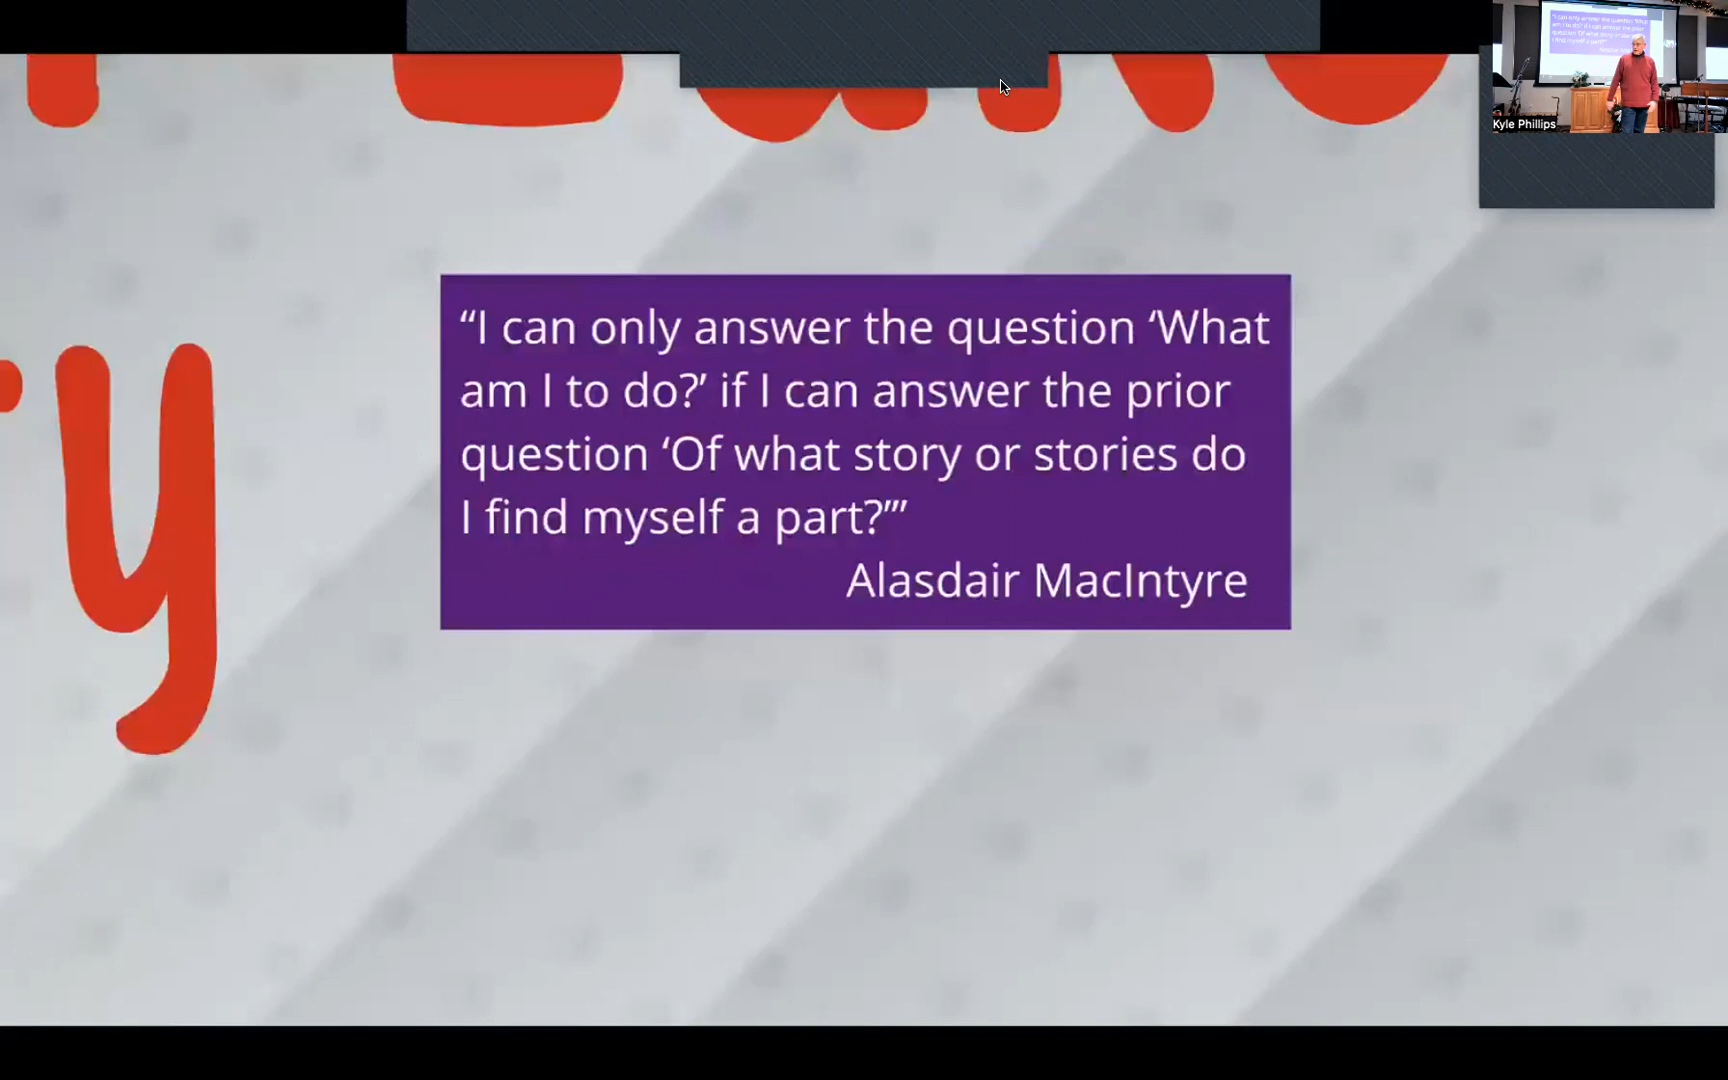 “I can only answer the question ‘What
am I to do?’ if I can answer the prior
question ‘Of what story or stories do
I find myself a part?’”
Alasdair MacIntyre
y
Kyle Phillips